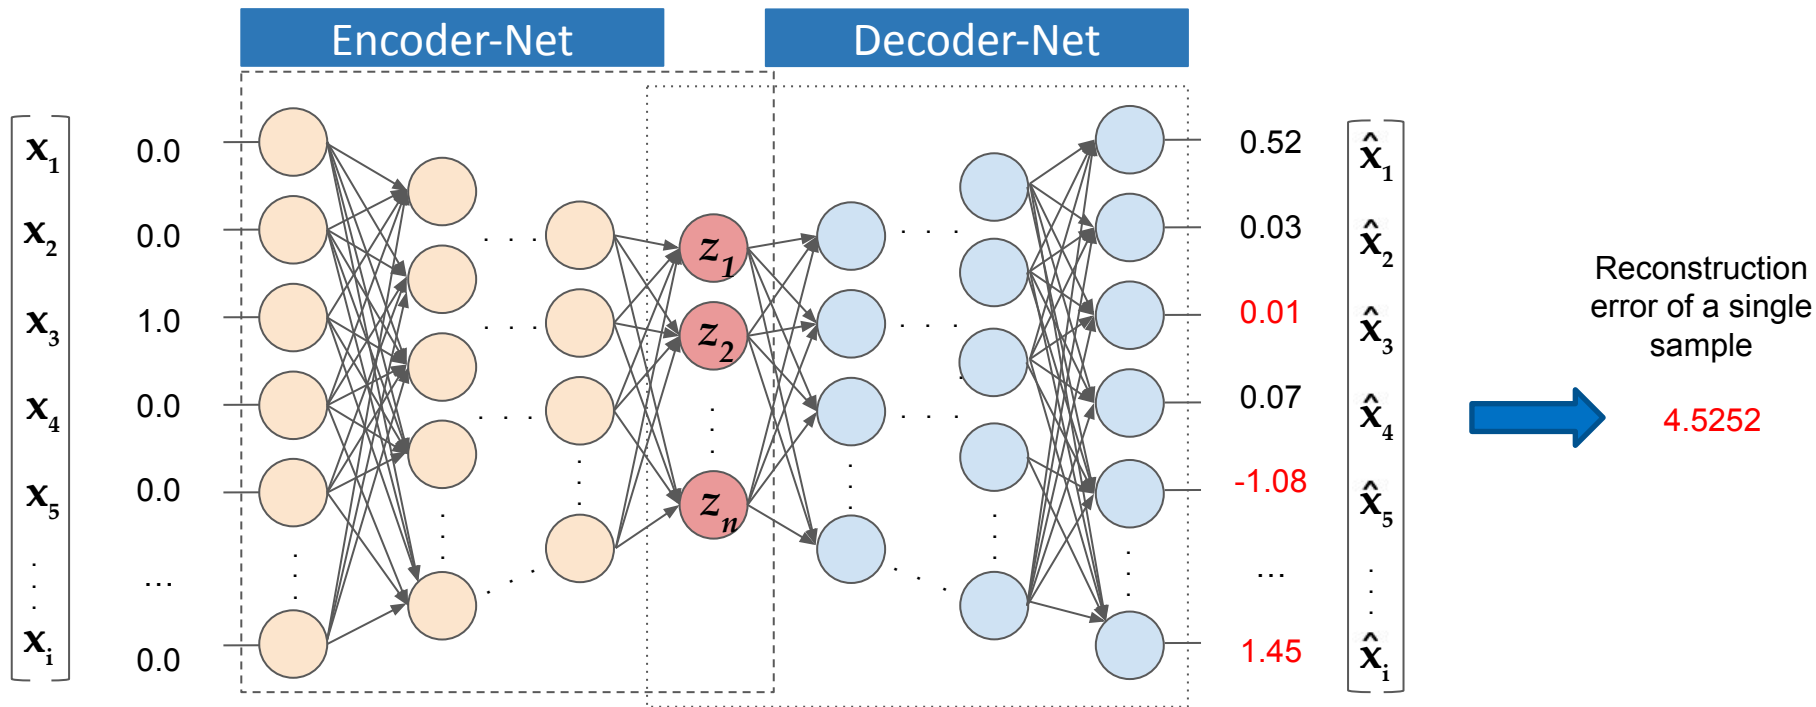 Encoder-Net
Decoder-Net
x1
x2
x3
x4
x5
xi
0.0
0.0
1.0
0.0
0.0
...
0.0
z1
z2
zn
0.52
0.03
0.01
0.07
-1.08
...
1.45
x̂1
x̂2
x̂3
x̂4
x̂5
x̂i
Reconstruction
error of a single
sample
4.5252